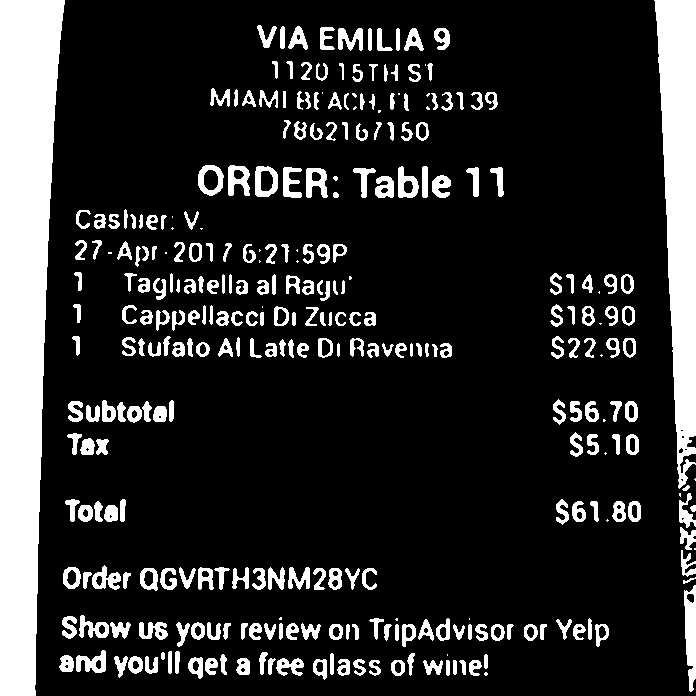 VIA EMILIA 9
1120 15TH ST
MIAMI BEACH, FL 33139
7862167150
ORDER: Table 11
Cashier: V.
27-Apr-2017 6:21:59P
1 Tagliatella al Ragu' $14.90
1 Cappellacci Di Zucca $18.90
1 Stufato Al Latte Di Ravenna $22.90
Subtotal $56.70
Tax $5.10
Total $61.80
Order QGVRTH3NM28YC
Show us your review on TripAdvisor or Yelp
and you'll get a free glass of wine!